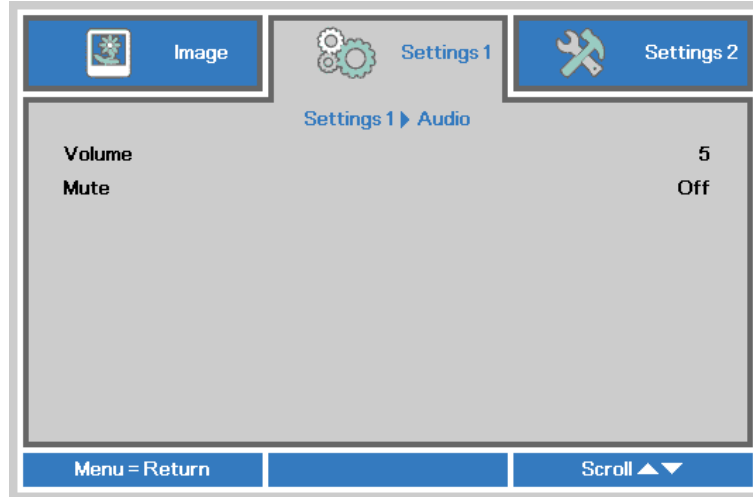 Image
Settings 1
Settings 2
Settings 1 ▶ Audio
Volume 5
Mute Off
Menu = Return
Scroll ▲▼